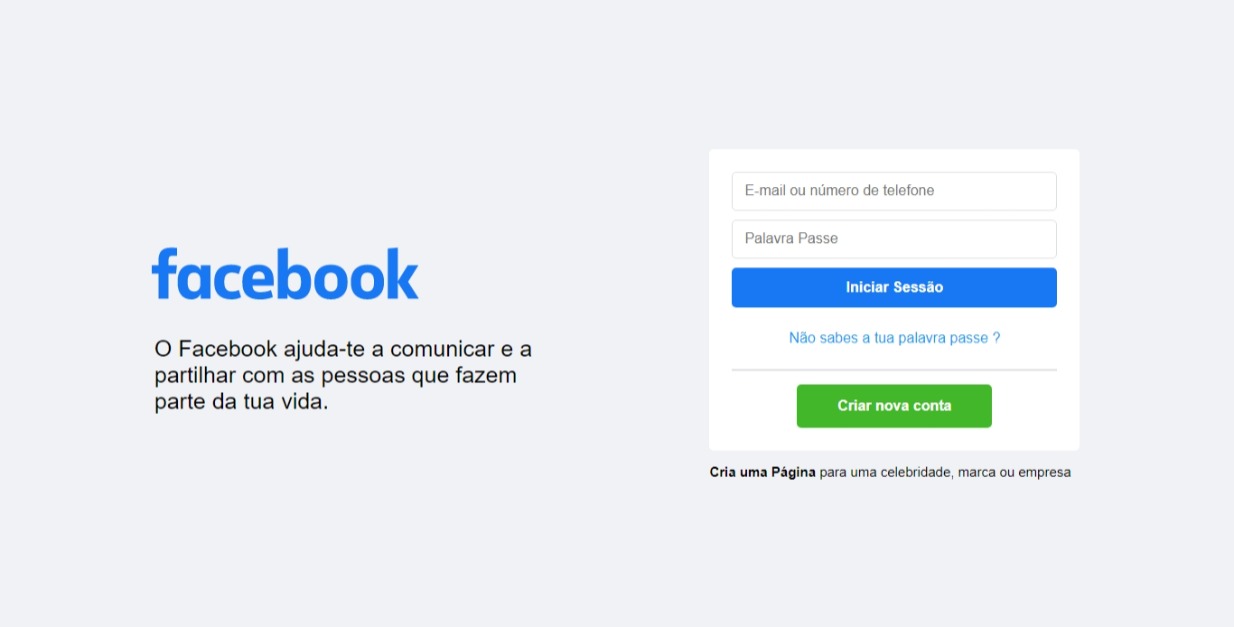 facebook
O Facebook ajuda-te a comunicar e a
partilhar com as pessoas que fazem
parte da tua vida.
E-mail ou número de telefone
Palavra Passe
Iniciar Sessão
Não sabes a tua palavra passe ?
Criar nova conta
Cria uma Página para uma celebridade, marca ou empresa